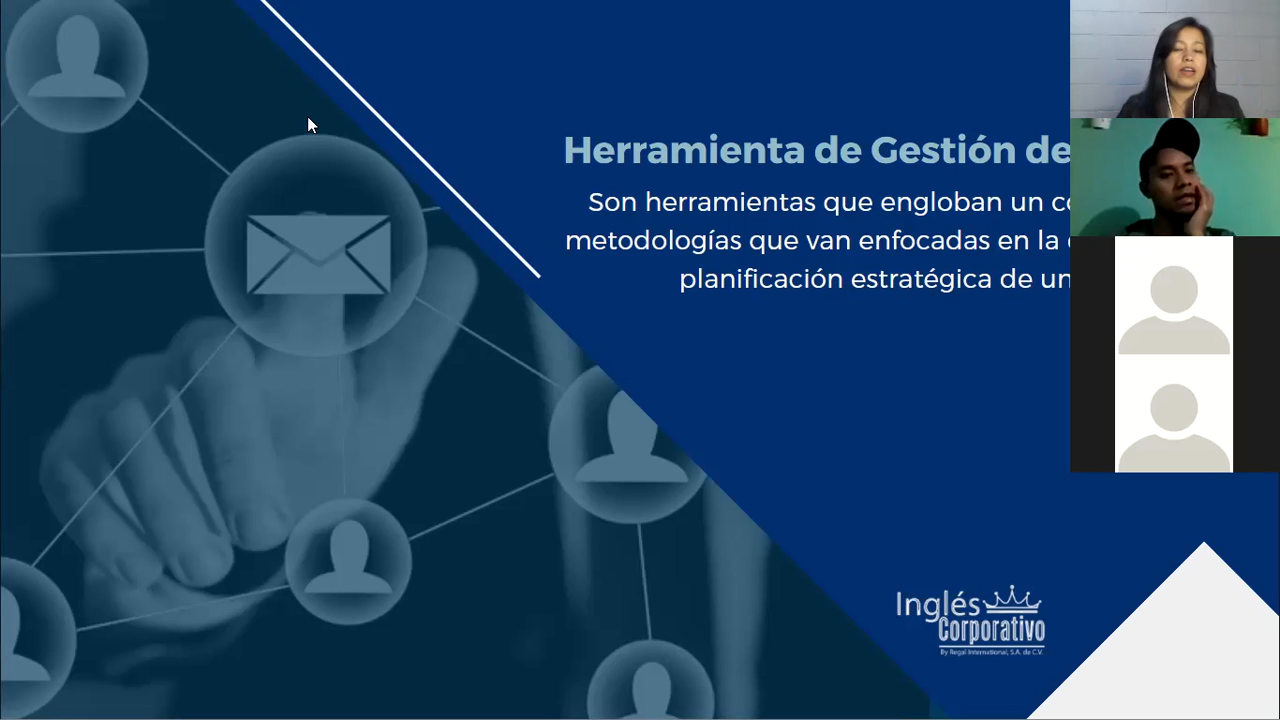 Herramienta de Gestión de
Son herramientas que engloban un
metodologías que van enfocadas en la
planificación estratégica de un
Inglés
Corporativo
By Regal International, S.A. de C.V.